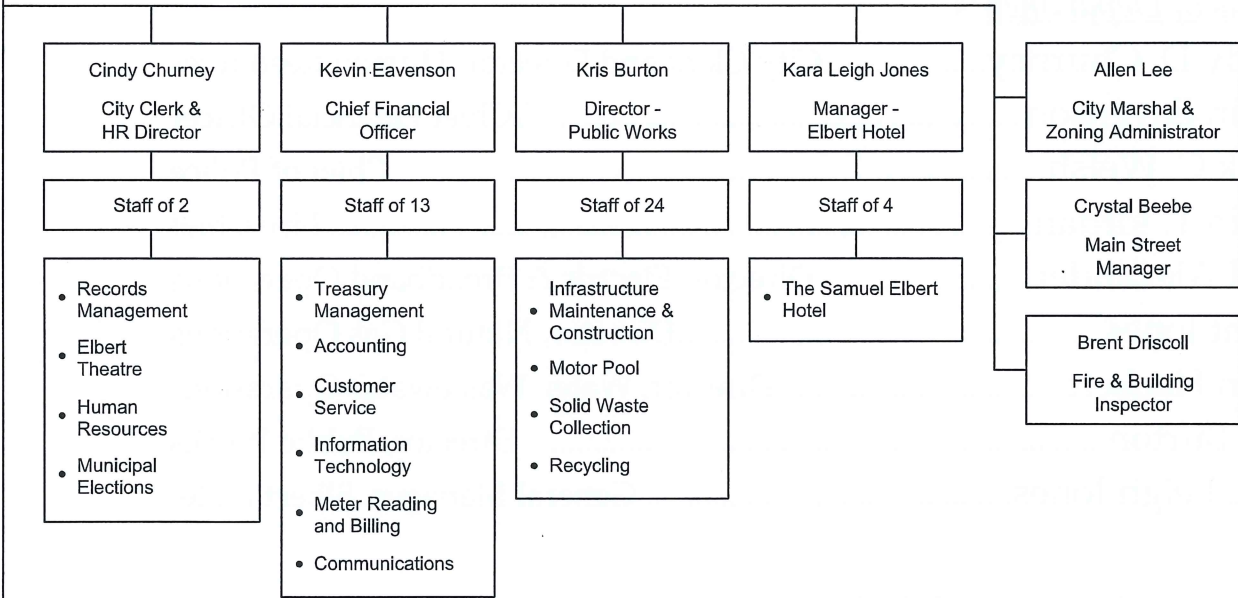 Cindy Churney
City Clerk &
HR Director
Staff of 2
• Records
Management
• Elbert
Theatre
• Human
Resources
• Municipal
Elections
Kevin Eavenson
Chief Financial
Officer
Staff of 13
• Treasury
Management
• Accounting
• Customer
Service
• Information
Technology
• Meter Reading
and Billing
• Communications
Kris Burton
Director -
Public Works
Staff of 24
Infrastructure
• Maintenance &
Construction
• Motor Pool
• Solid Waste
Collection
• Recycling
Kara Leigh Jones
Manager -
Elbert Hotel
Staff of 4
• The Samuel Elbert
Hotel
Allen Lee
City Marshal &
Zoning Administrator
Crystal Beebe
Main Street
Manager
Brent Driscoll
Fire & Building
Inspector